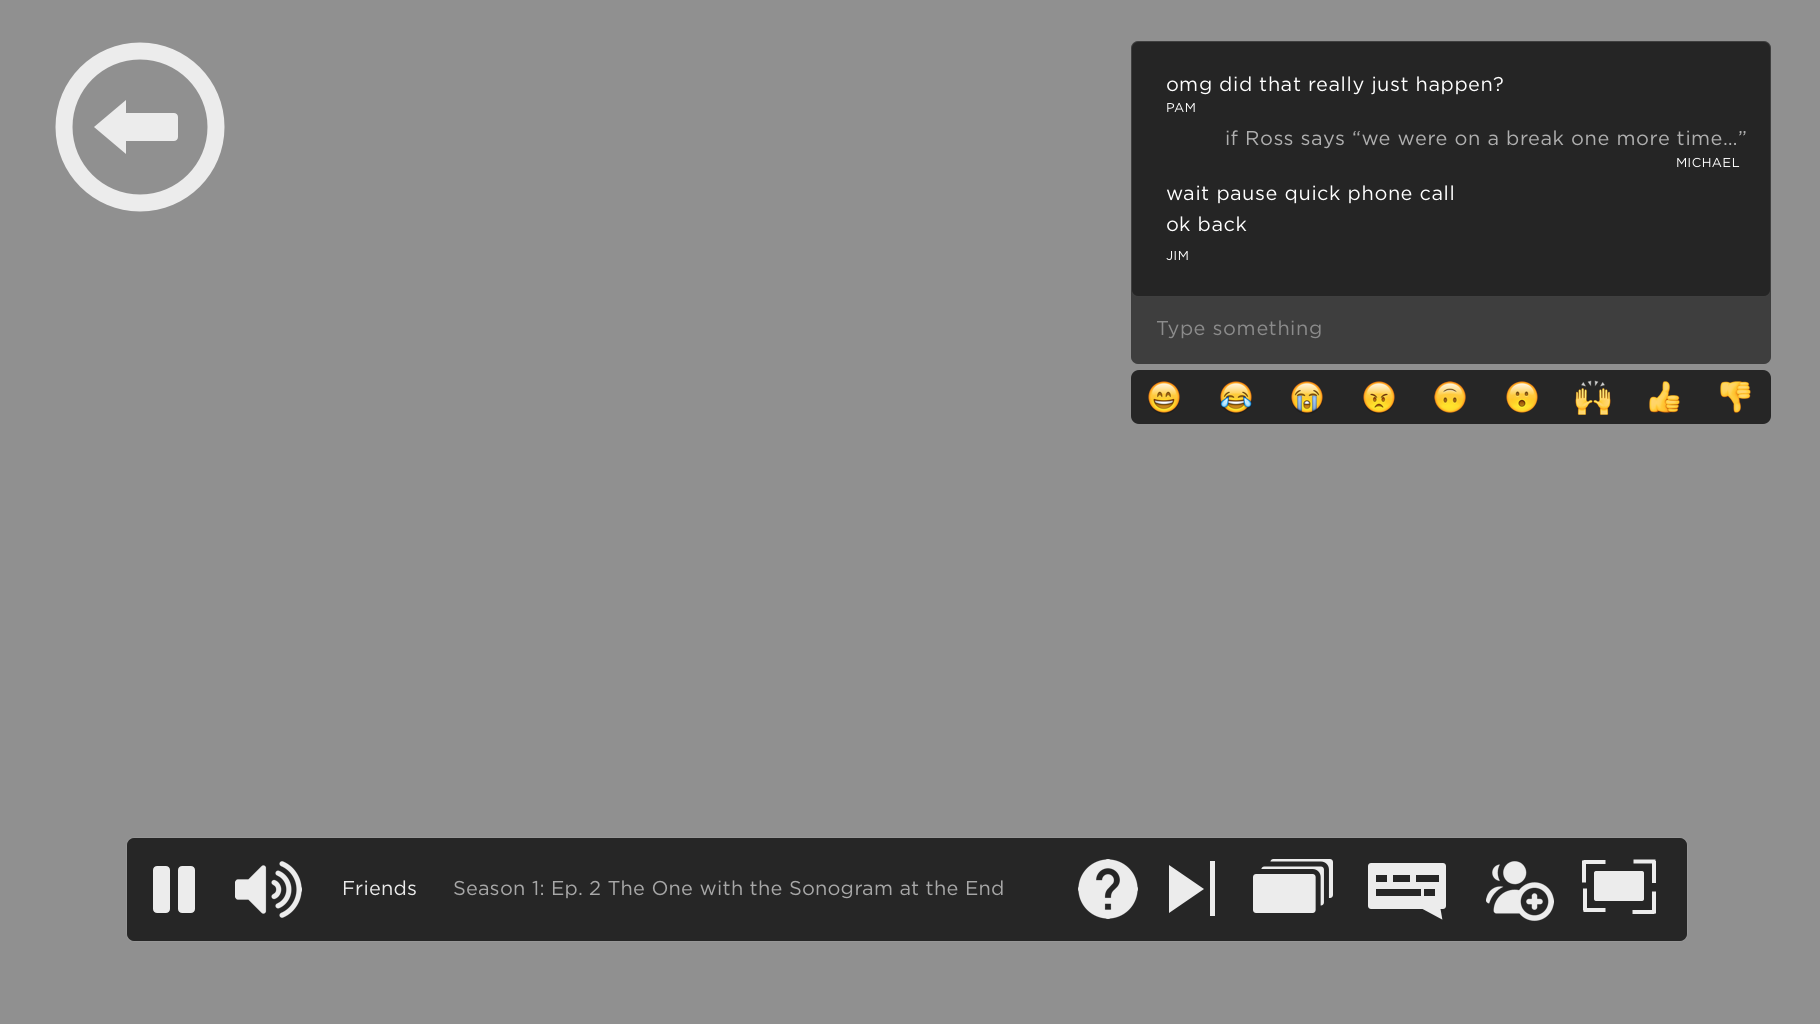 omg did that really just happen?
PAM
if Ross says “we were on a break one more time...”
MICHAEL
wait pause quick phone call
ok back
JIM
Type something
Friends Season 1: Ep. 2 The One with the Sonogram at the End